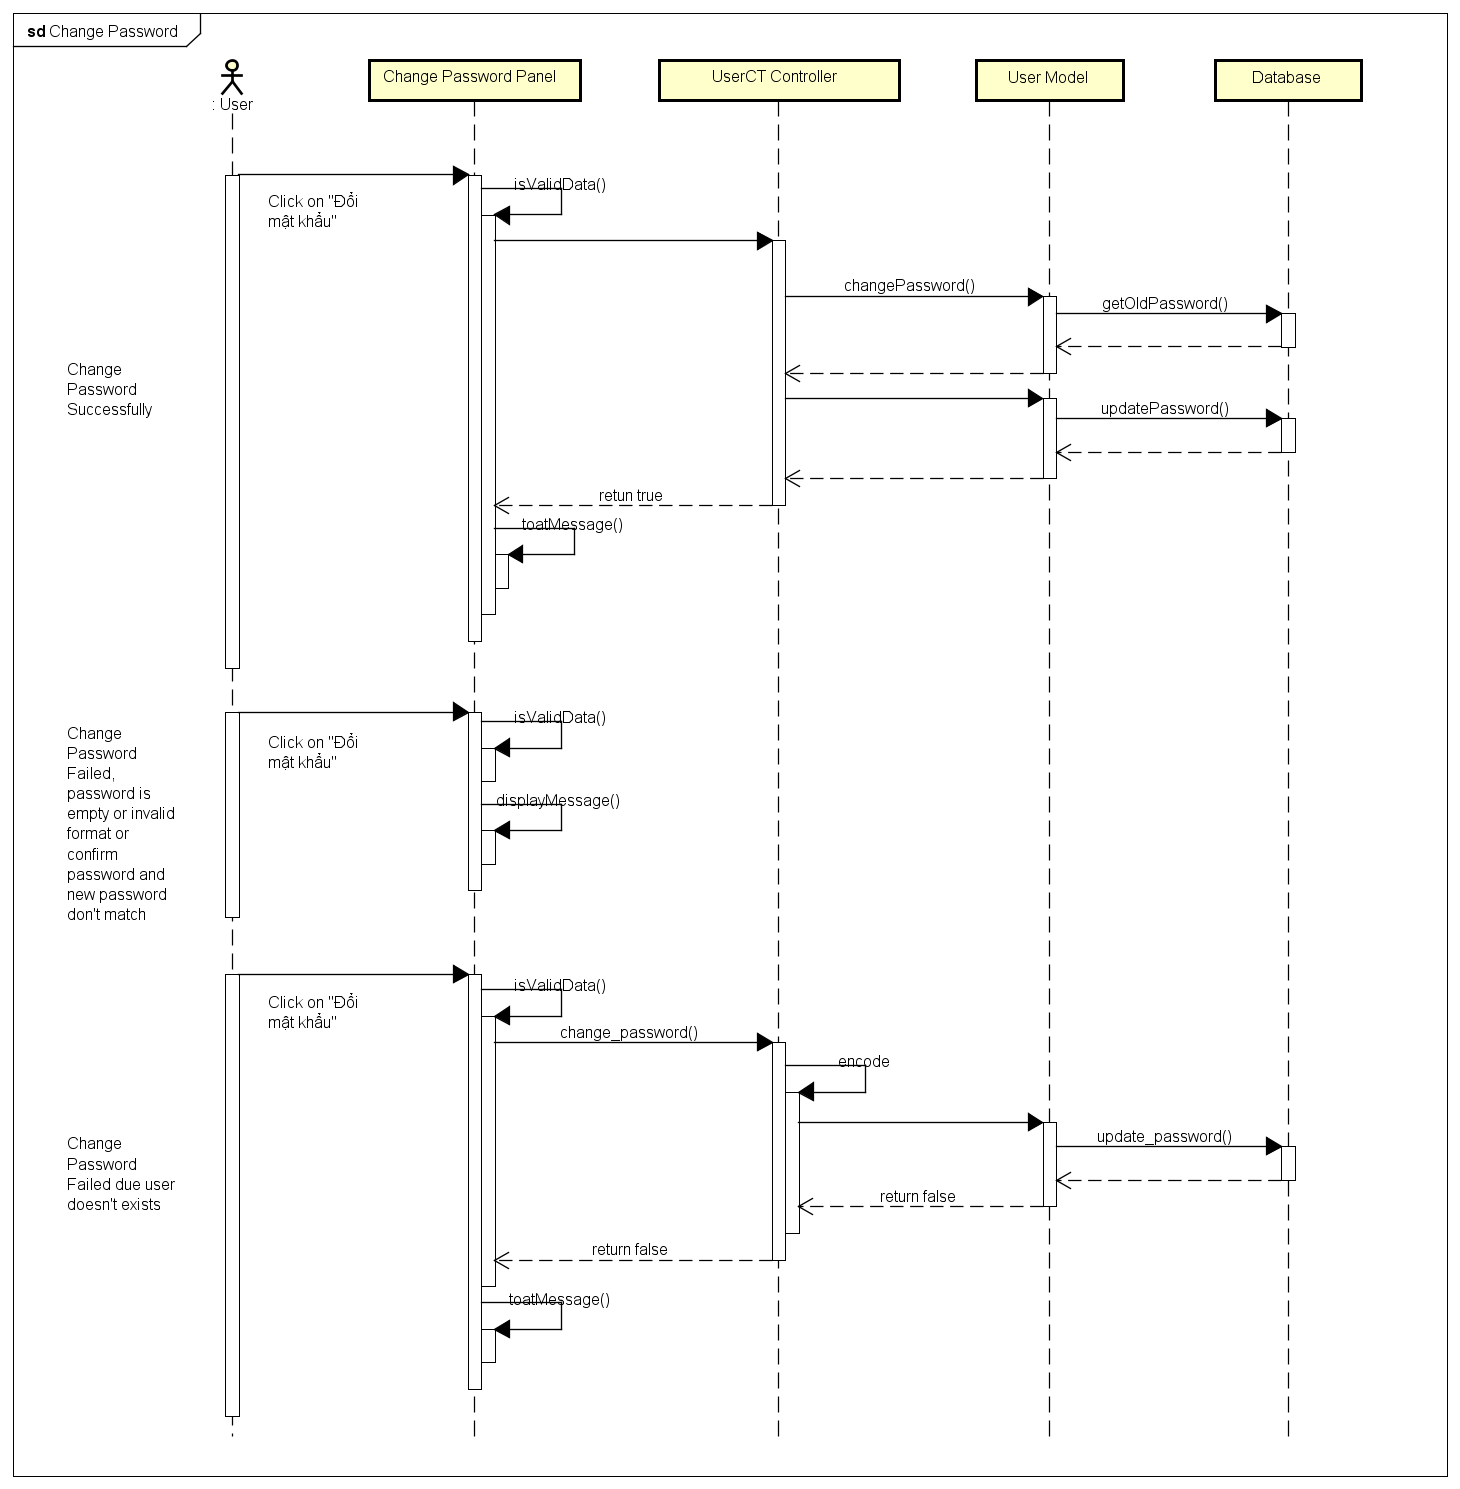 sd Change Password
: User
Change Password Panel
UserCT Controller
User Model
Database
isValidData()
Click on "Đổi
mật khẩu"
changePassword()
getOldPassword()
Change
Password
Successfully
updatePassword()
retun true
toatMessage()
isValidData()
Click on "Đổi
mật khẩu"
Change
Password
Failed,
password is
empty or invalid
format or
confirm
password and
new password
don't match
displayMessage()
isValidData()
Click on "Đổi
mật khẩu"
change_password()
encode
update_password()
Change
Password
Failed due user
doesn't exists
return false
return false
toatMessage()